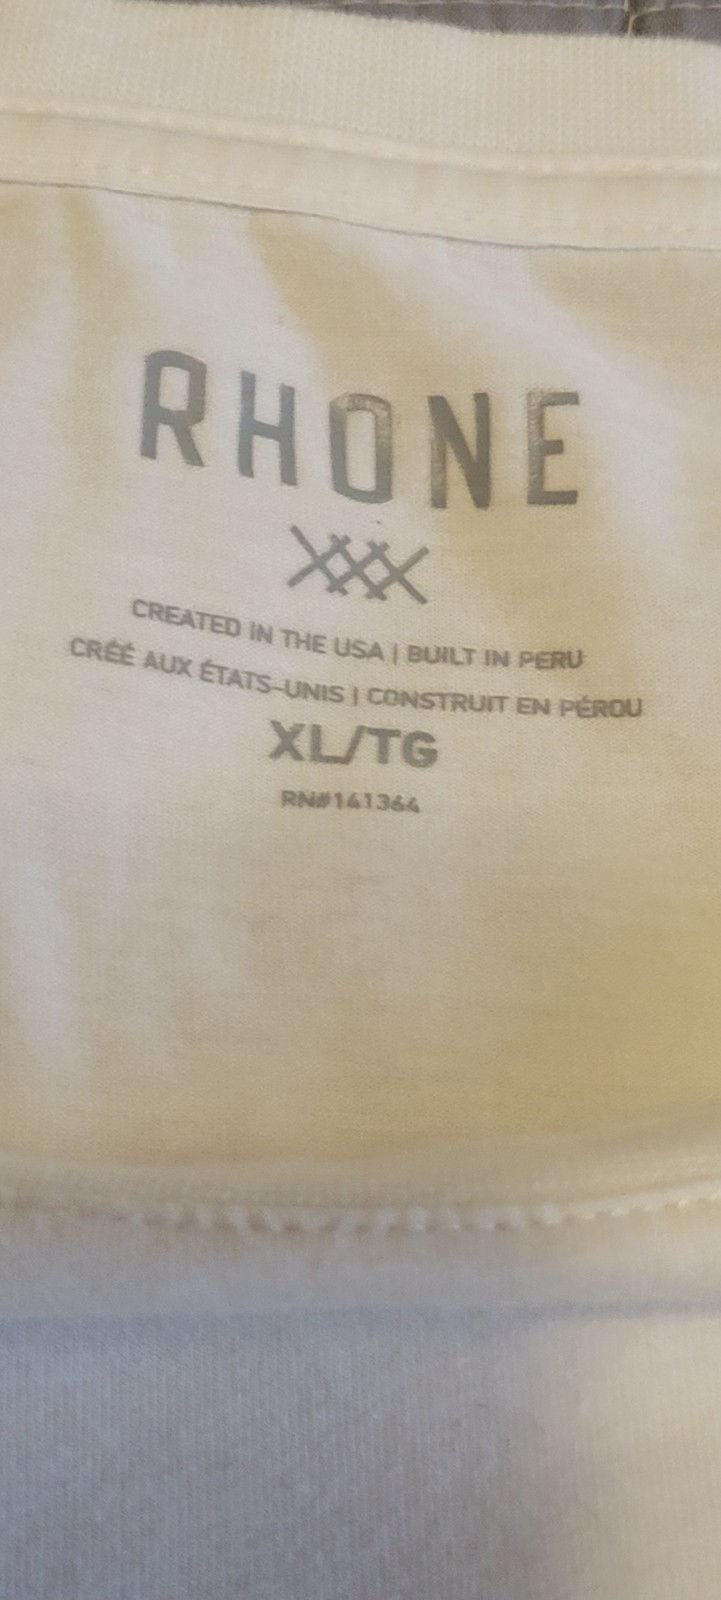 RHONE
CREATED IN THE USA | BUILT IN PERU
CRÉÉ AUX ÉTATS-UNIS | CONSTRUIT EN PÉROU
XL/TG
RN#141364